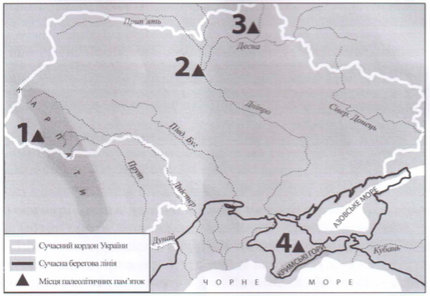 Прип'ять
3
Десна
2
Дніпро
Сівер. Донець
КАРПАТИ
1
Півд. Буг
Прут
Дністер
АЗОВСЬКЕ МОРЕ
Дунай
4
КРИМСЬКІ ГОРИ
Кубань
ЧОРНЕ МОРЕ
Сучасний кордон України
Сучасна берегова лінія
Місця палеолітичних пам'яток